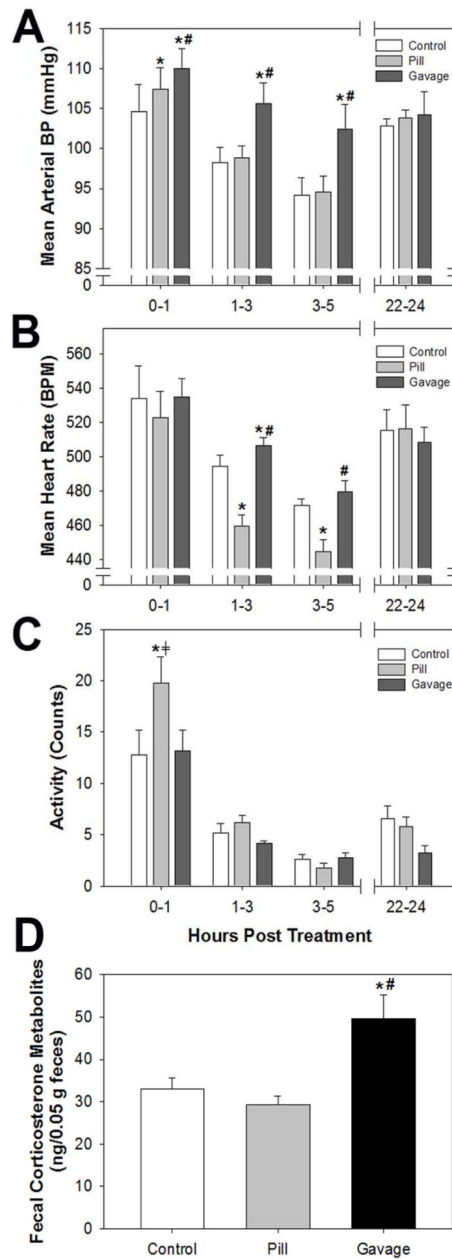 A
Mean Arterial BP (mmHg)
115
110
105
100
95
90
85
0
* *# *# *#
Control
Pill
Gavage
0-1 1-3 3-5 22-24
B
Mean Heart Rate (BPM)
560
540
520
500
480
460
440
0
* *# * #
Control
Pill
Gavage
0-1 1-3 3-5 22-24
C
Activity (Counts)
25
20
15
10
5
0
*ǂ
Control
Pill
Gavage
0-1 1-3 3-5 22-24
Hours Post Treatment
D
Fecal Corticosterone Metabolites
(ng/0.05 g feces)
60
50
40
30
20
10
0
*#
Control Pill Gavage